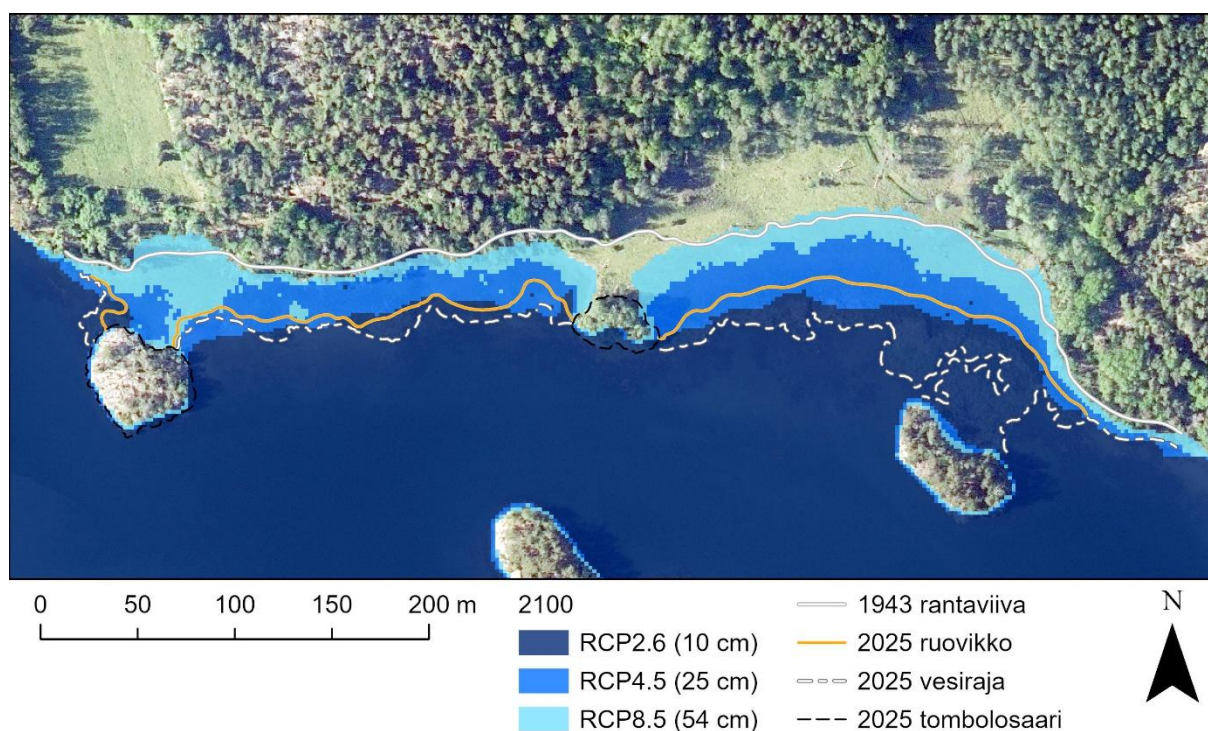 0 50 100 150 200 m
2100
RCP2.6 (10 cm)
RCP4.5 (25 cm)
RCP8.5 (54 cm)
1943 rantaviiva
2025 ruovikko
2025 vesiraja
2025 tombolosaari
N